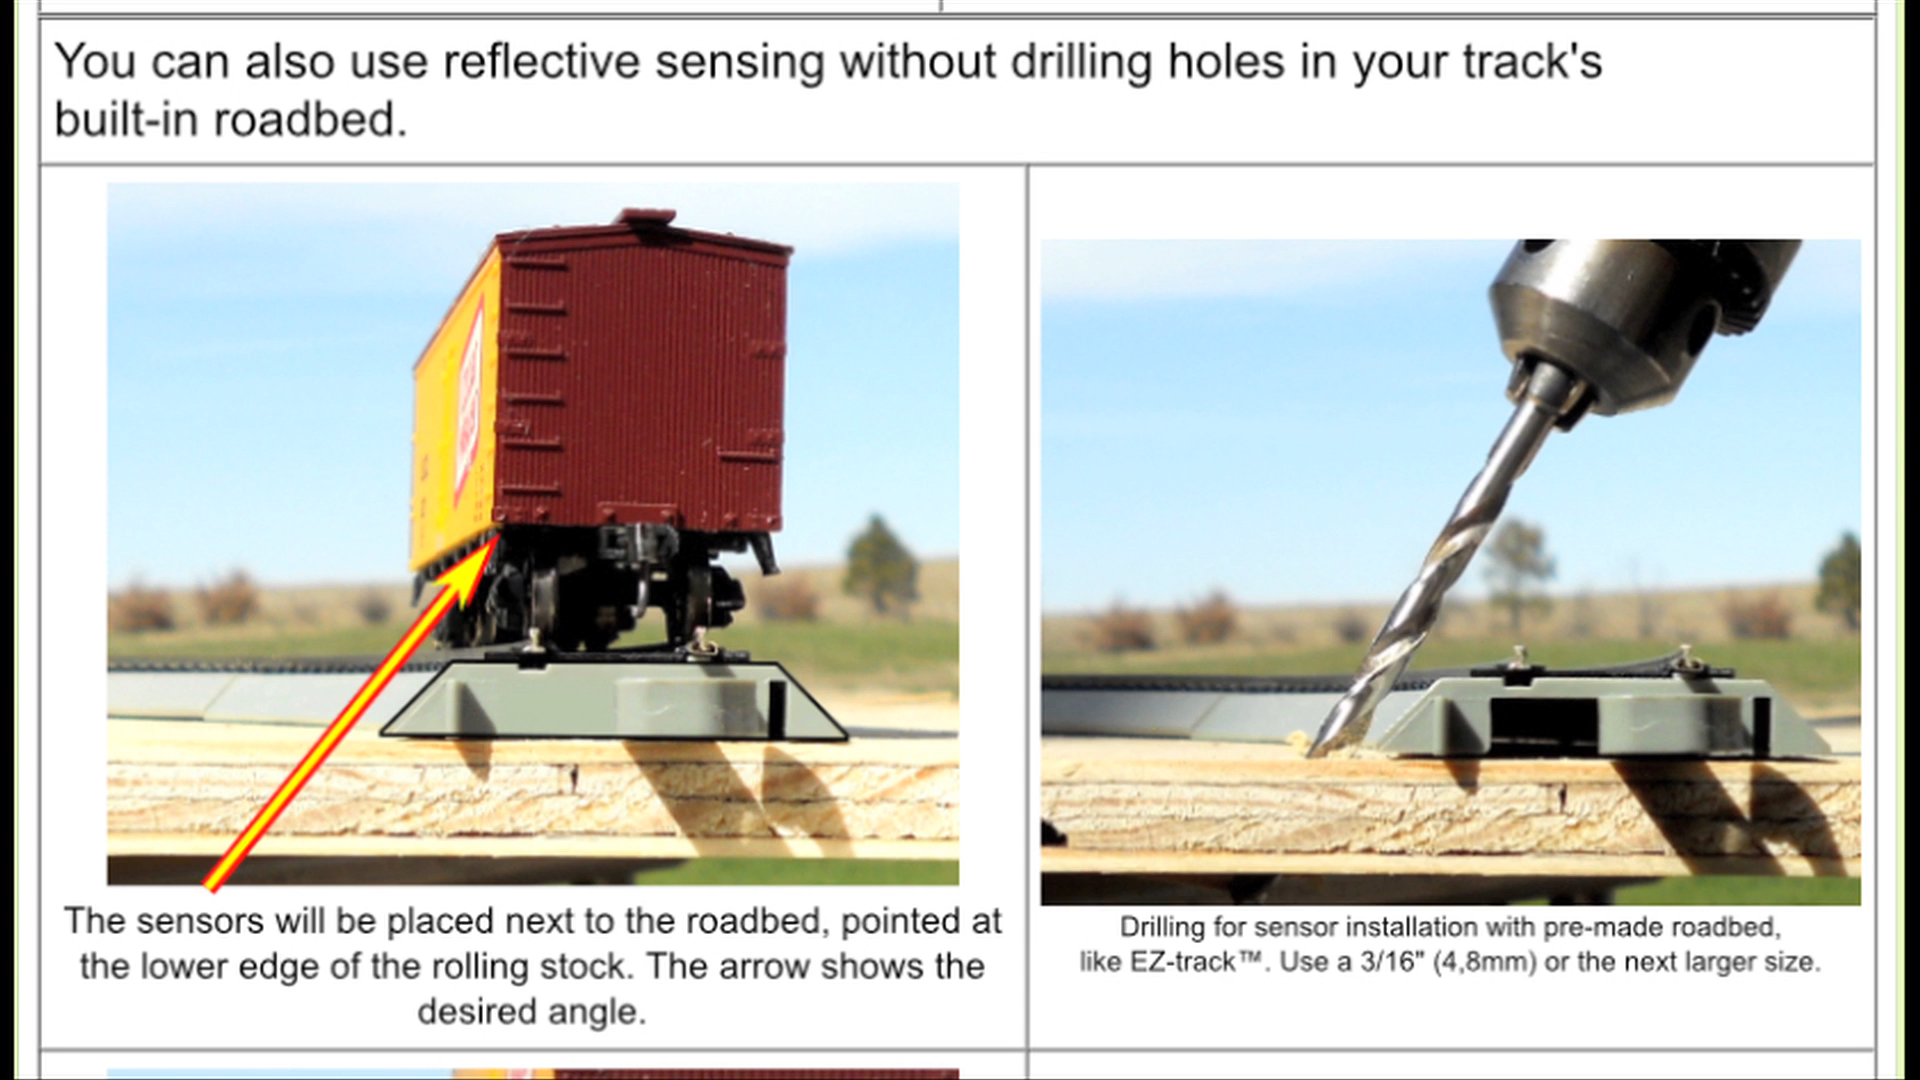 You can also use reflective sensing without drilling holes in your track's
built-in roadbed.
The sensors will be placed next to the roadbed, pointed at
the lower edge of the rolling stock. The arrow shows the
desired angle.
Drilling for sensor installation with pre-made roadbed,
like EZ-track™. Use a 3/16" (4,8mm) or the next larger size.